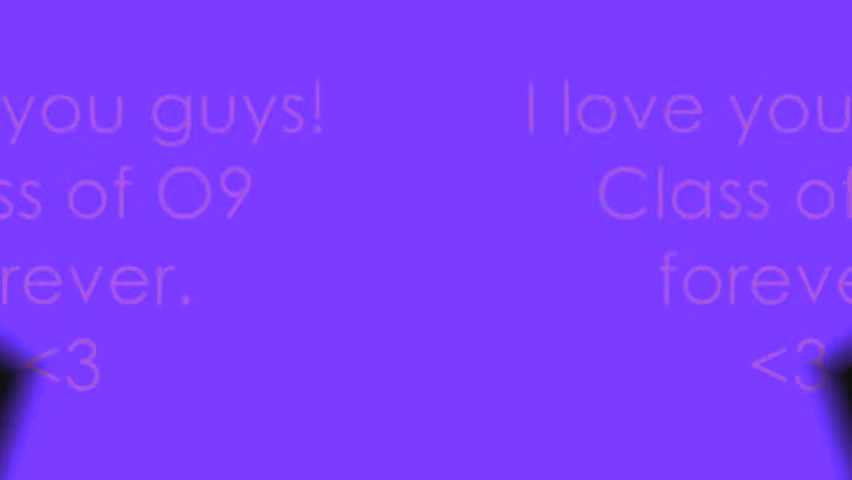 you guys! I love you
ss of O9 Class of
rever. foreve
<3 <3